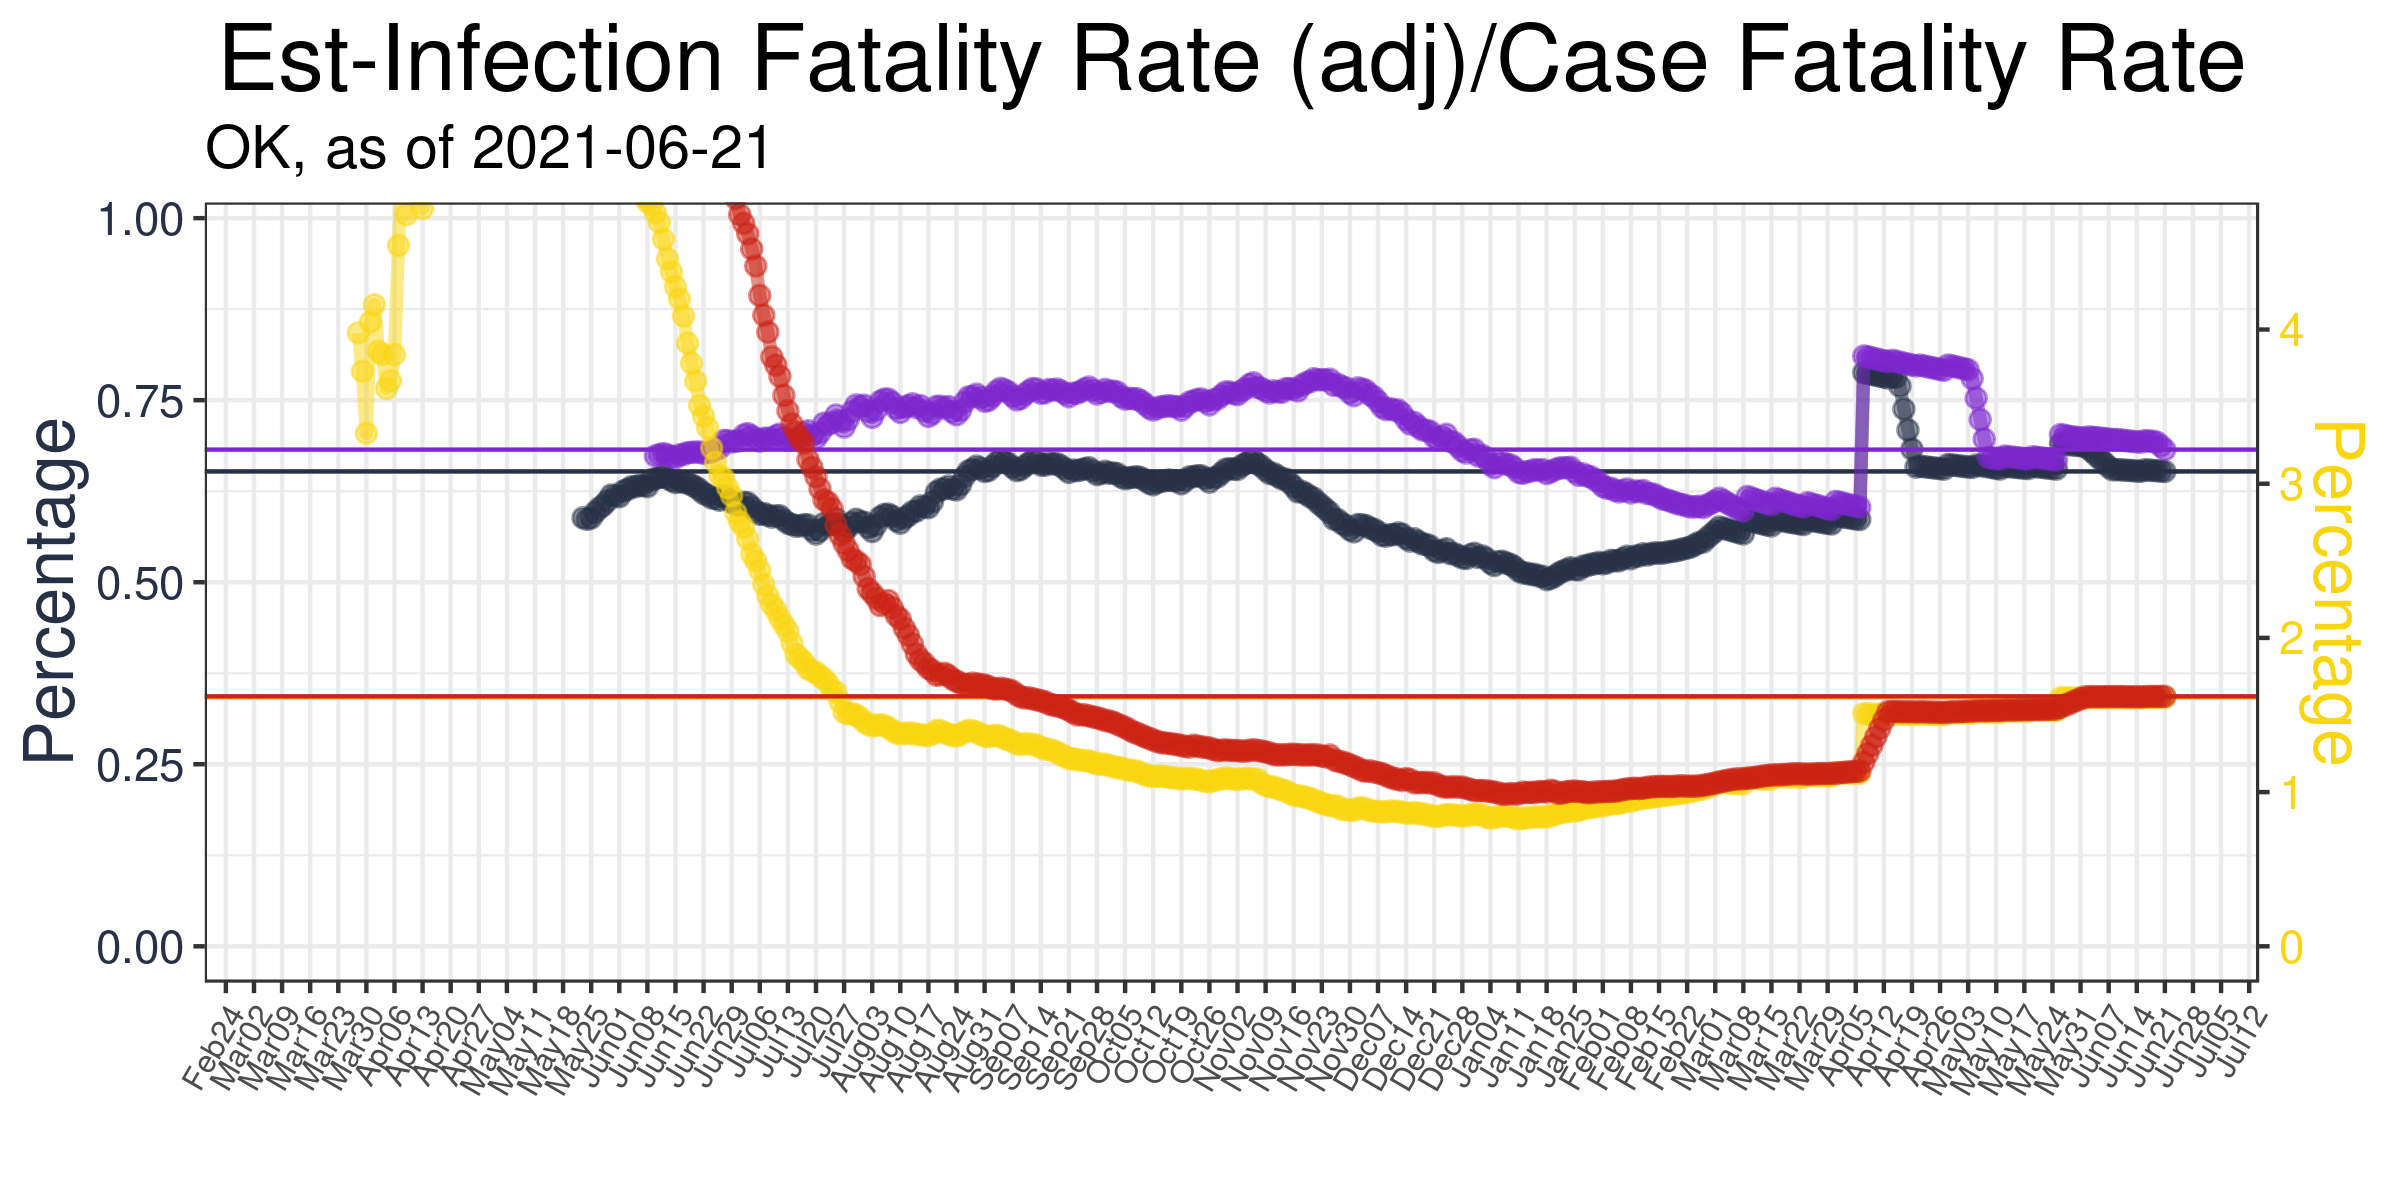 Est-Infection Fatality Rate (adj)/Case Fatality Rate
OK, as of 2021-06-21
Percentage
1.00
0.75
0.50
0.25
0.00
4
3
2
1
0
Percentage
Feb24
Mar02
Mar09
Mar16
Mar23
Mar30
Apr06
Apr13
Apr20
Apr27
May04
May11
May18
May25
Jun01
Jun08
Jun15
Jun22
Jun29
Jul06
Jul13
Jul20
Jul27
Aug03
Aug10
Aug17
Aug24
Aug31
Sep07
Sep14
Sep21
Sep28
Oct05
Oct12
Oct19
Oct26
Nov02
Nov09
Nov16
Nov23
Nov30
Dec07
Dec14
Dec21
Dec28
Jan04
Jan11
Jan18
Jan25
Feb01
Feb08
Feb15
Feb22
Mar01
Mar08
Mar15
Mar22
Mar29
Apr05
Apr12
Apr19
Apr26
May03
May10
May17
May24
May31
Jun07
Jun14
Jun21
Jun28
Jul05
Jul12